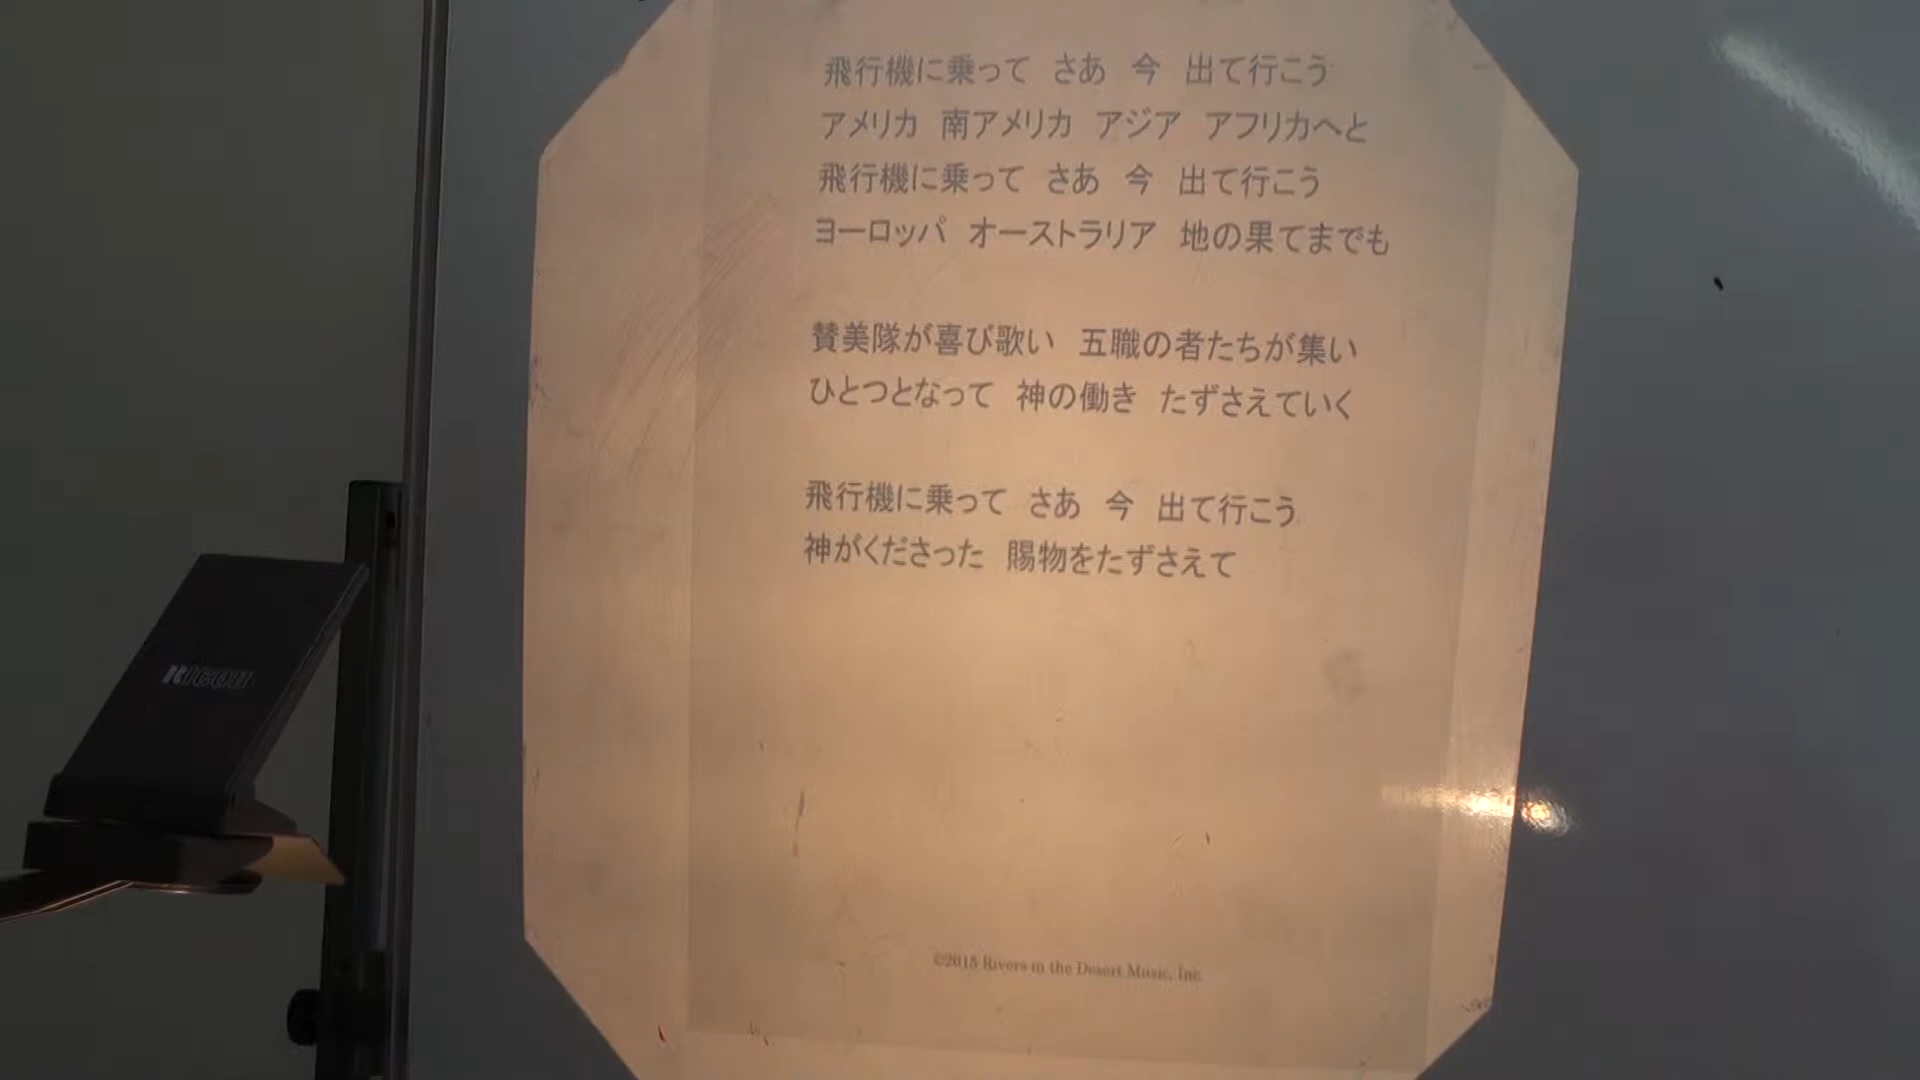 飛行機に乗って さあ 今 出て行こう
アメリカ 南アメリカ アジア アフリカへと
飛行機に乗って さあ 今 出て行こう
ヨーロッパ オーストラリア 地の果てまでも
賛美隊が喜び歌い 五職の者たちが集い
ひとつとなって 神の働き たずさえていく
飛行機に乗って さあ 今 出て行こう
神がくださった 賜物をたずさえて
RICOH
©2015 Rivers in the Desert Music, Inc.